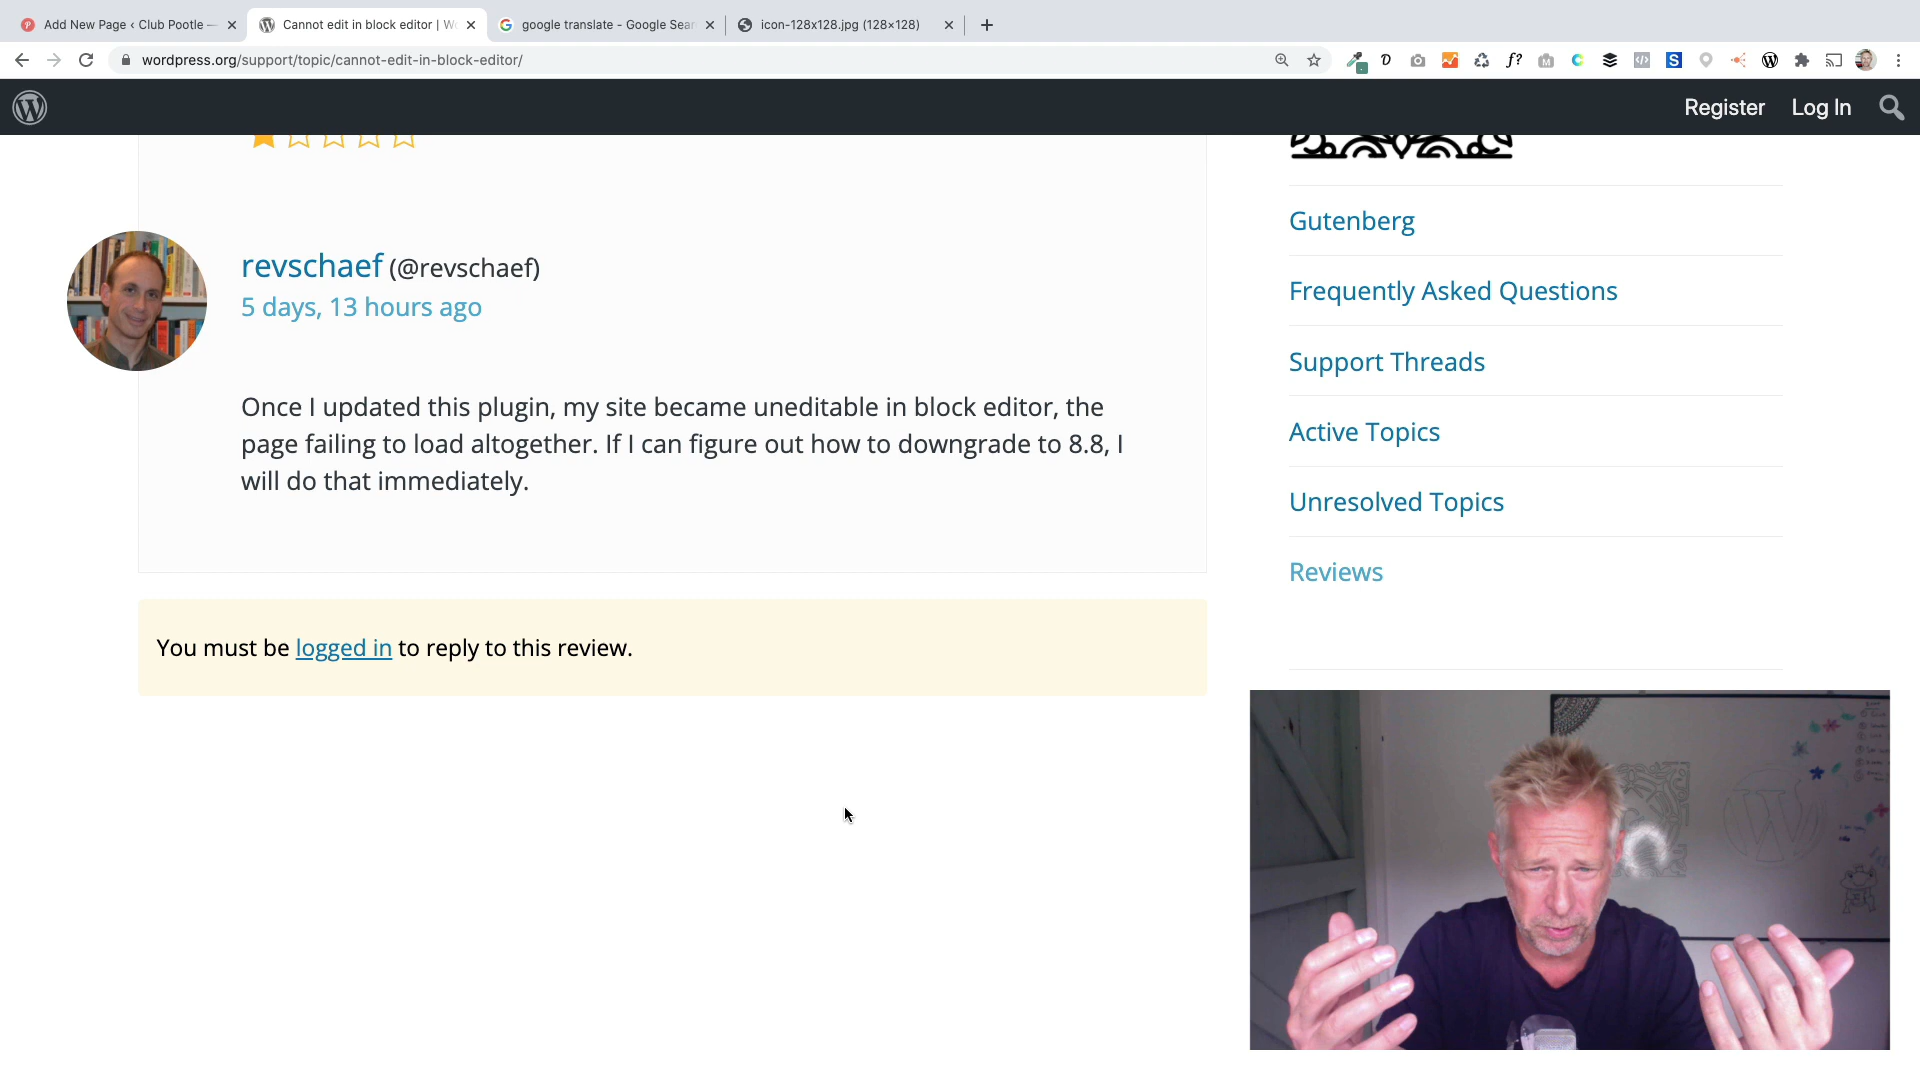 Add New Page ‹ Club Pootle —
Cannot edit in block editor | Wo
google translate - Google Sear
icon-128x128.jpg (128×128)
wordpress.org/support/topic/cannot-edit-in-block-editor/
Register Log In
revschaef (@revschaef)
5 days, 13 hours ago
Once I updated this plugin, my site became uneditable in block editor, the
page failing to load altogether. If I can figure out how to downgrade to 8.8, I
will do that immediately.
You must be logged in to reply to this review.
Gutenberg
Frequently Asked Questions
Support Threads
Active Topics
Unresolved Topics
Reviews